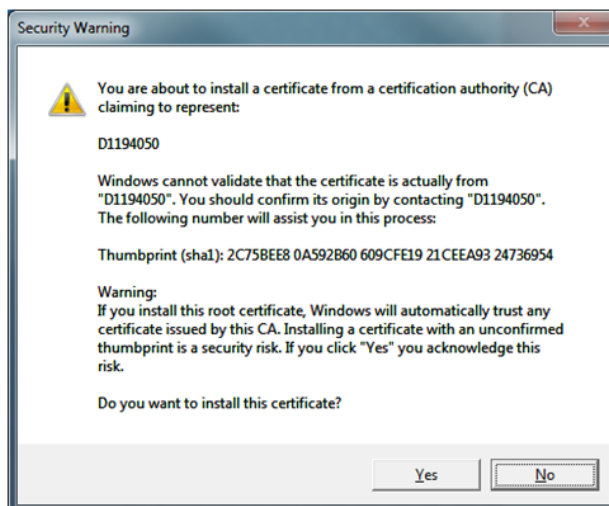 Security Warning
You are about to install a certificate from a certification authority (CA)
claiming to represent:
D1194050
Windows cannot validate that the certificate is actually from
"D1194050". You should confirm its origin by contacting "D1194050".
The following number will assist you in this process:
Thumbprint (sha1): 2C75BEE8 0A592B60 609CFE19 21CEEA93 24736954
Warning:
If you install this root certificate, Windows will automatically trust any
certificate issued by this CA. Installing a certificate with an unconfirmed
thumbprint is a security risk. If you click "Yes" you acknowledge this
risk.
Do you want to install this certificate?
Yes No